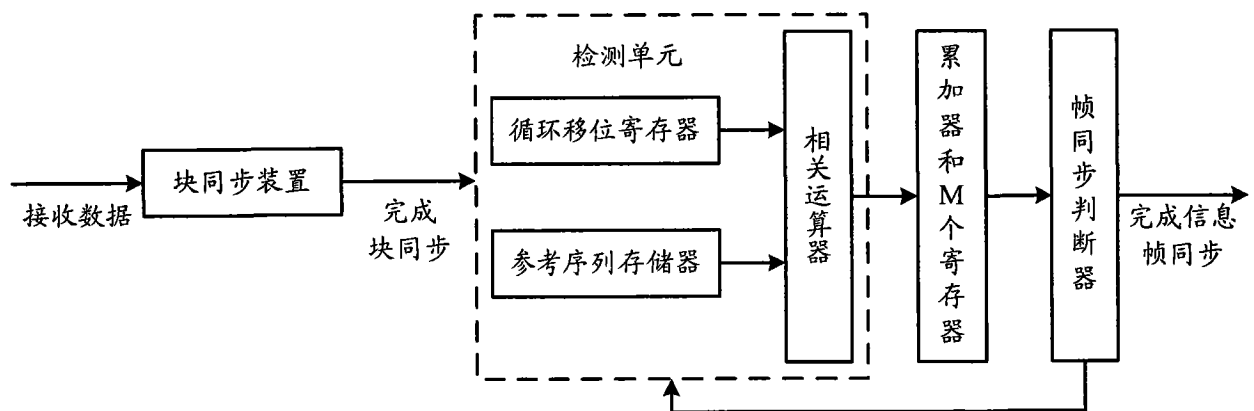 接收数据
块同步装置
完成
块同步
检测单元
循环移位寄存器
参考序列存储器
相关运算器
累加器和M个寄存器
帧同步判断器
完成信息
帧同步